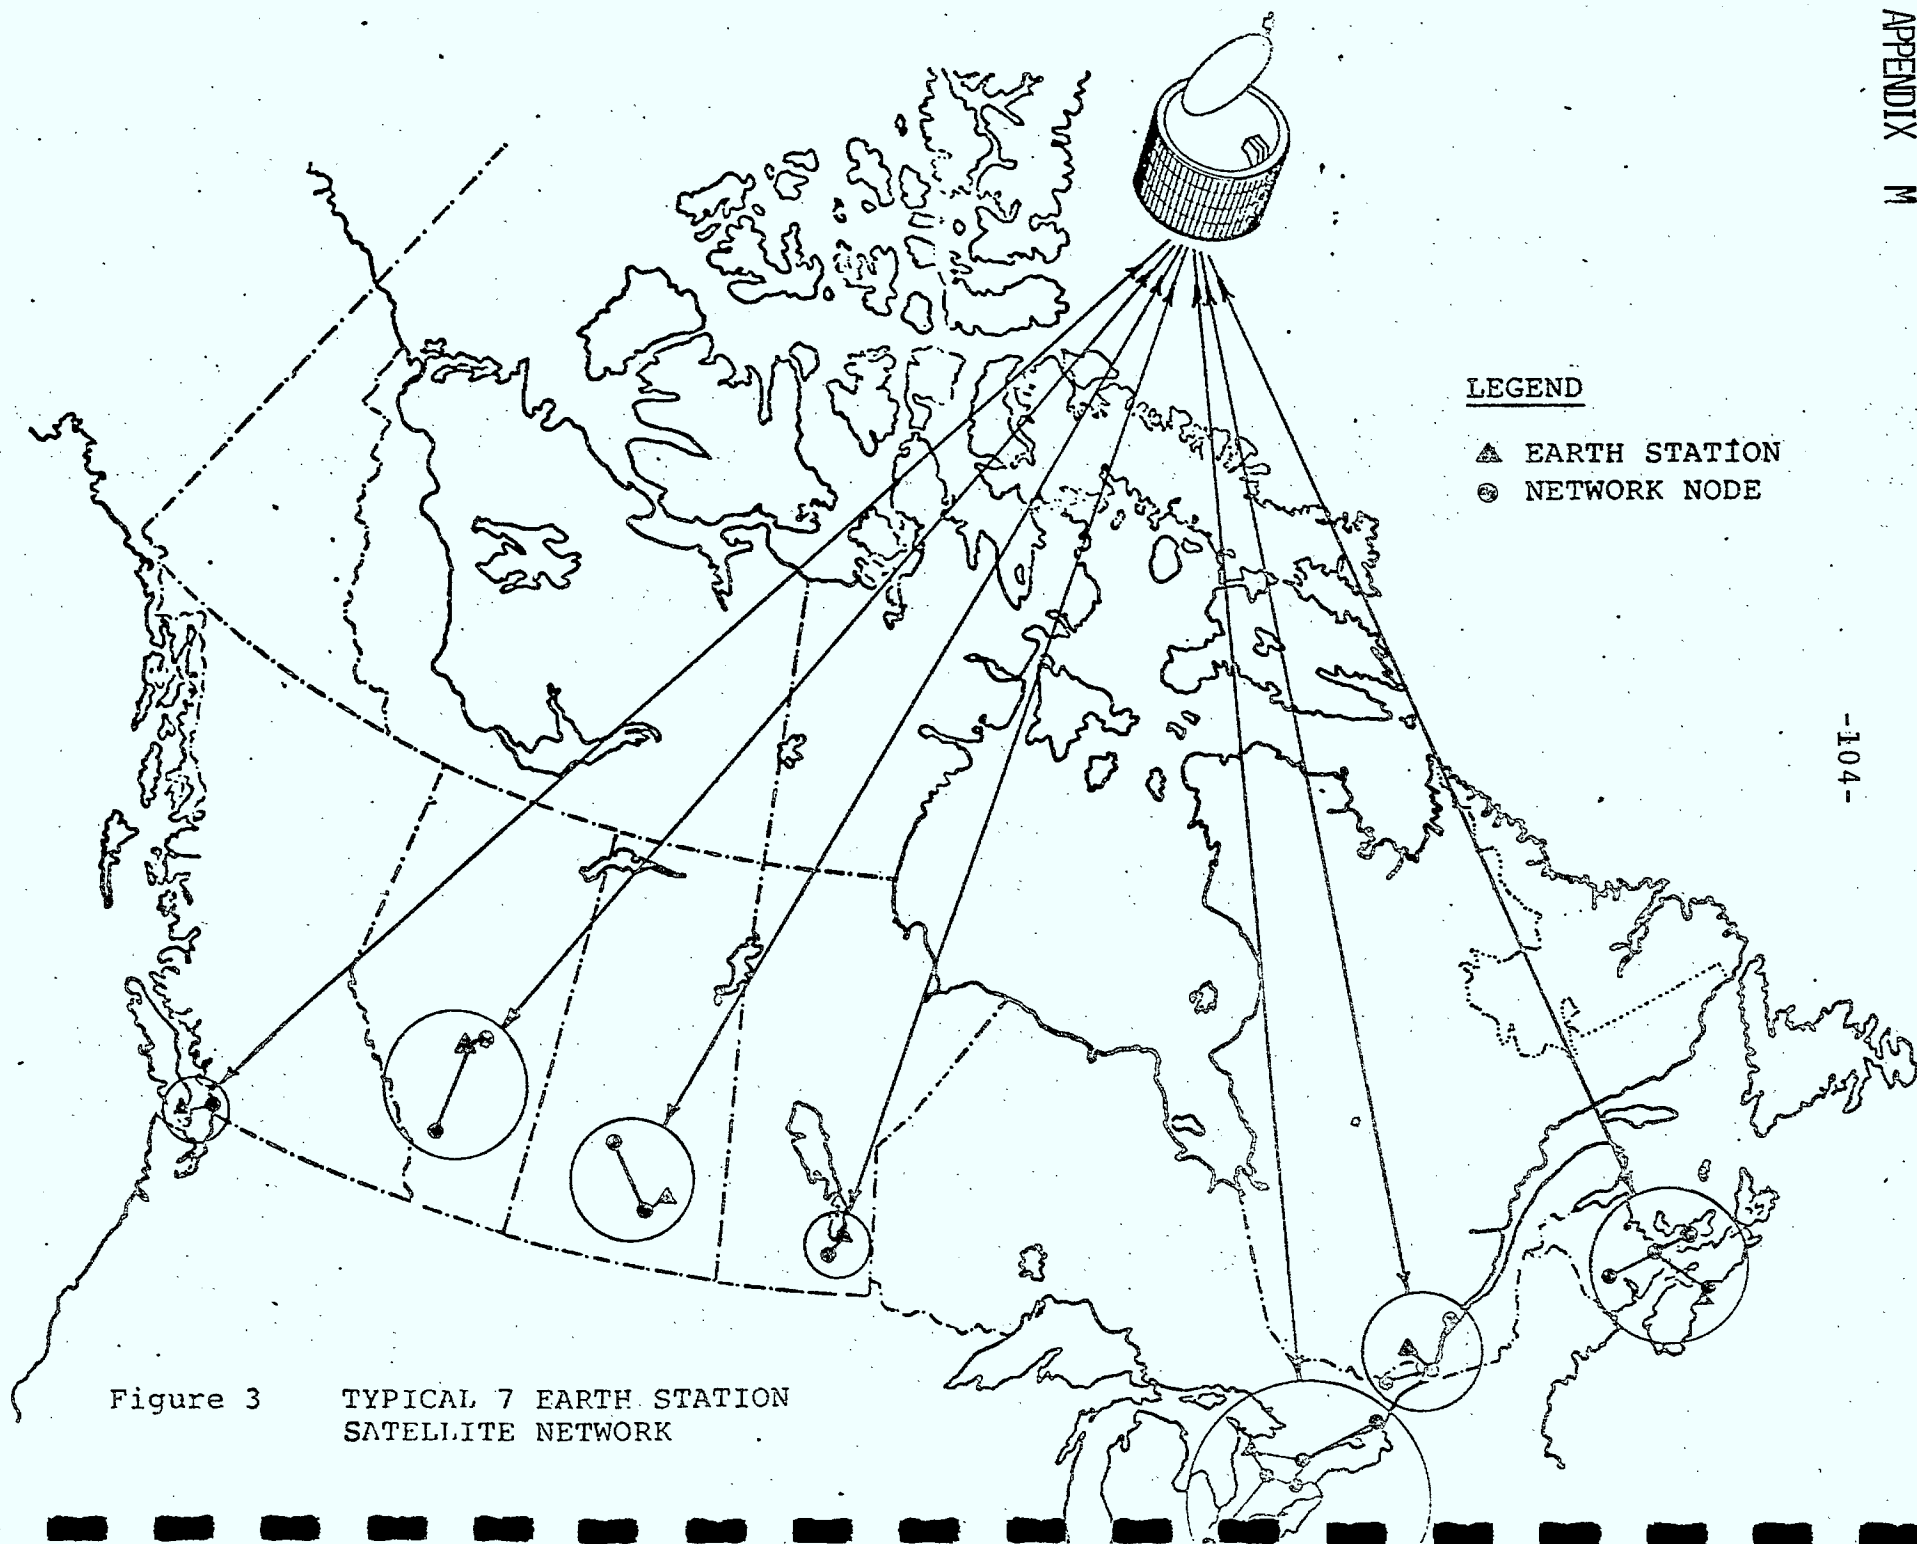 APPENDIX M
LEGEND
EARTH STATION
NETWORK NODE
-104-
Figure 3 TYPICAL 7 EARTH STATION
SATELLITE NETWORK